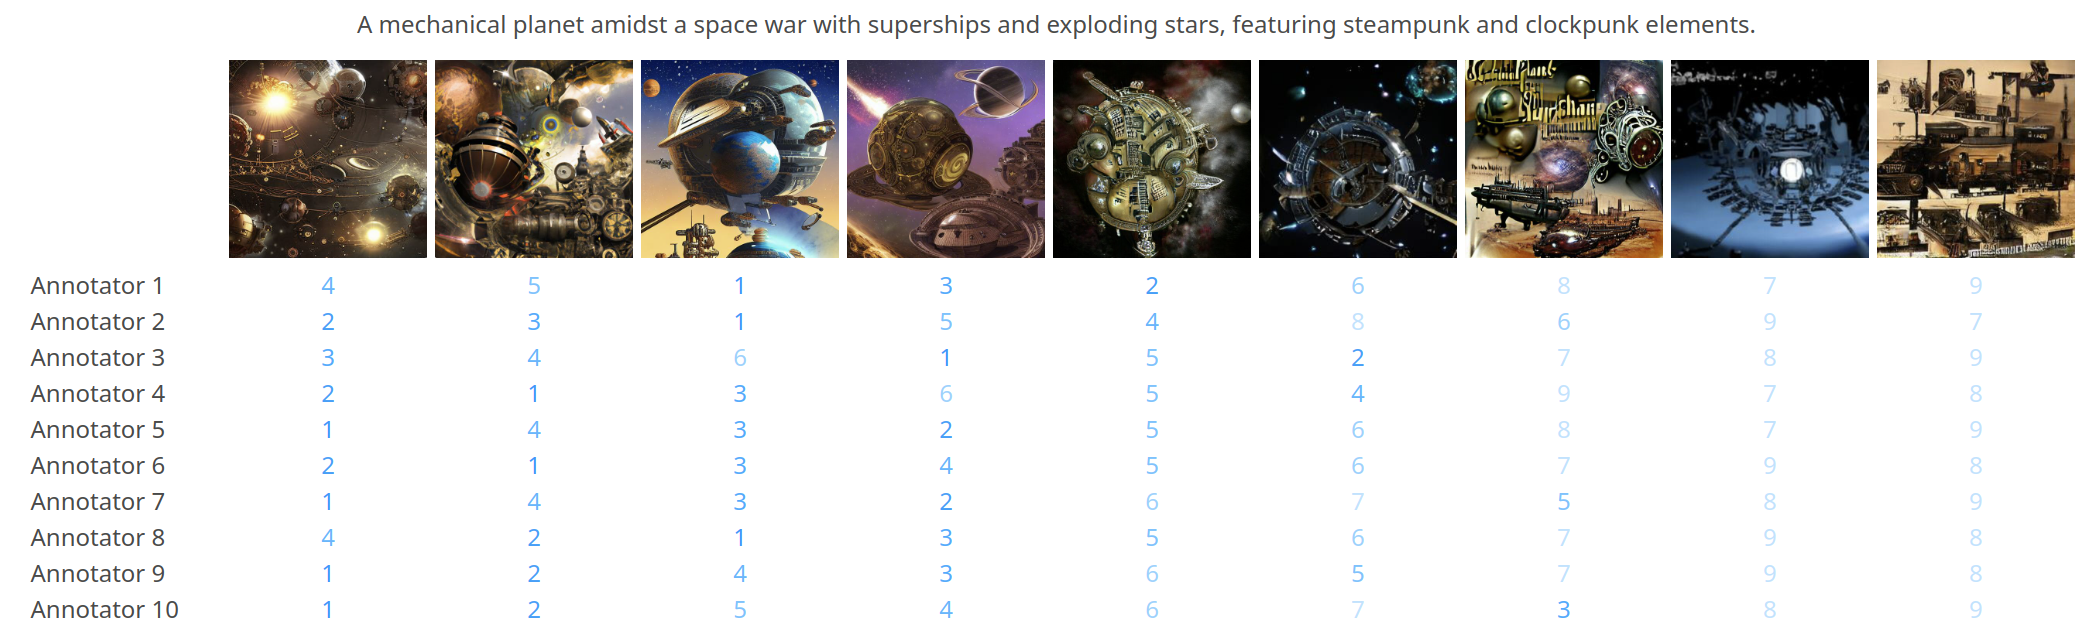 A mechanical planet amidst a space war with superships and exploding stars, featuring steampunk and clockpunk elements.
Annotator 1 4 5 1 3 2 6 8 7 9
Annotator 2 2 3 1 5 4 8 6 9 7
Annotator 3 3 4 6 1 5 2 7 8 9
Annotator 4 2 1 3 6 5 4 9 7 8
Annotator 5 1 4 3 2 5 6 8 7 9
Annotator 6 2 1 3 4 5 6 7 9 8
Annotator 7 1 4 3 2 6 7 5 8 9
Annotator 8 4 2 1 3 5 6 7 9 8
Annotator 9 1 2 4 3 6 5 7 9 8
Annotator 10 1 2 5 4 6 7 3 8 9